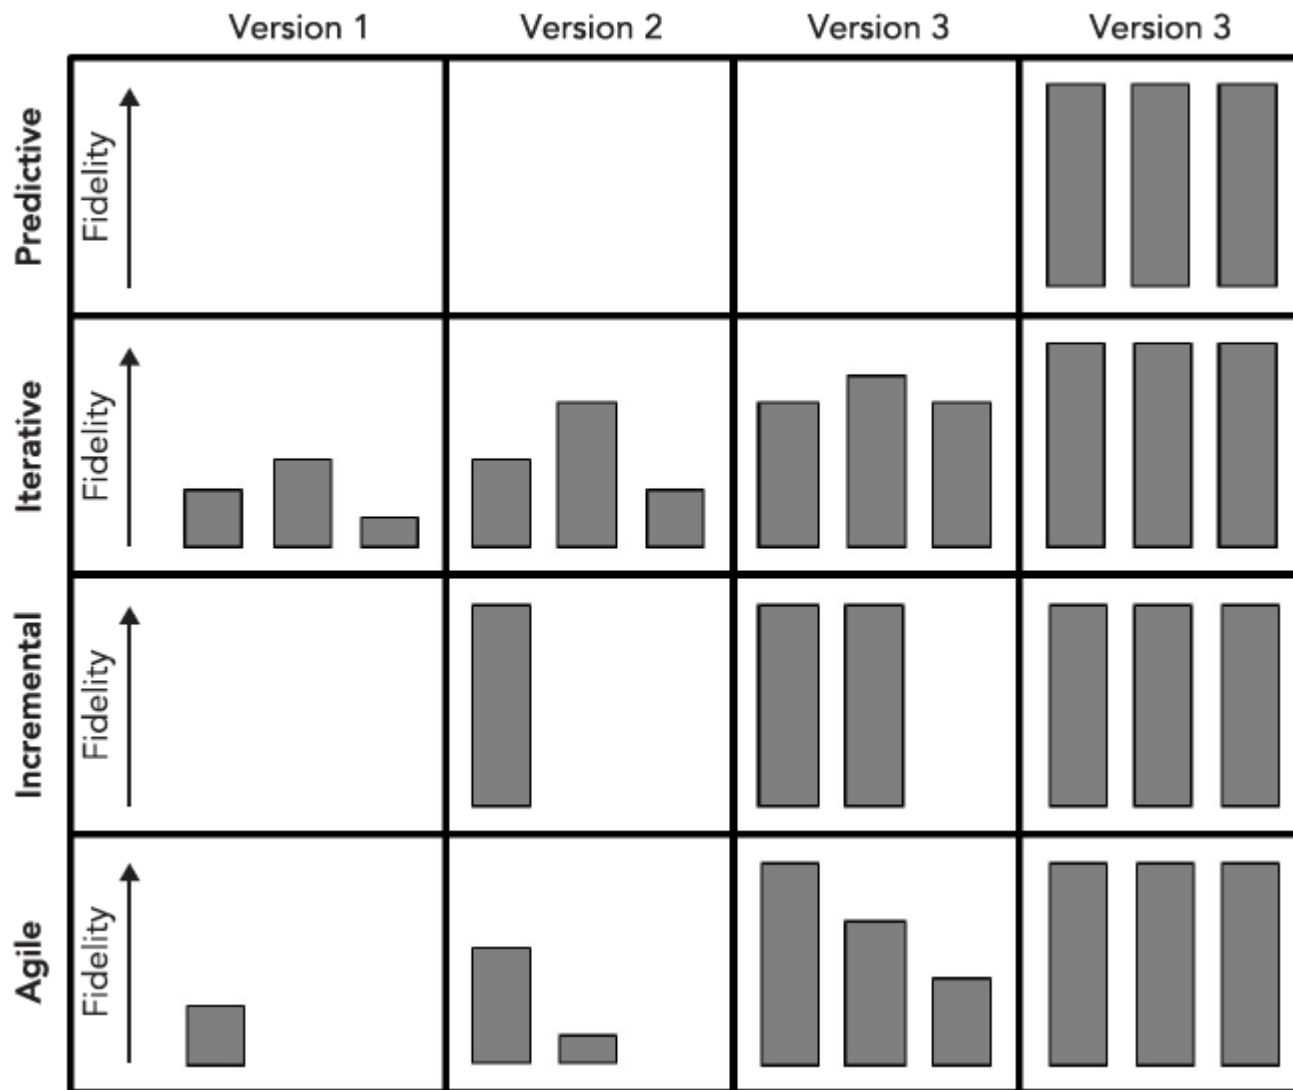 Version 1
Version 2
Version 3
Version 3
Predictive
Fidelity
Iterative
Fidelity
Incremental
Fidelity
Agile
Fidelity